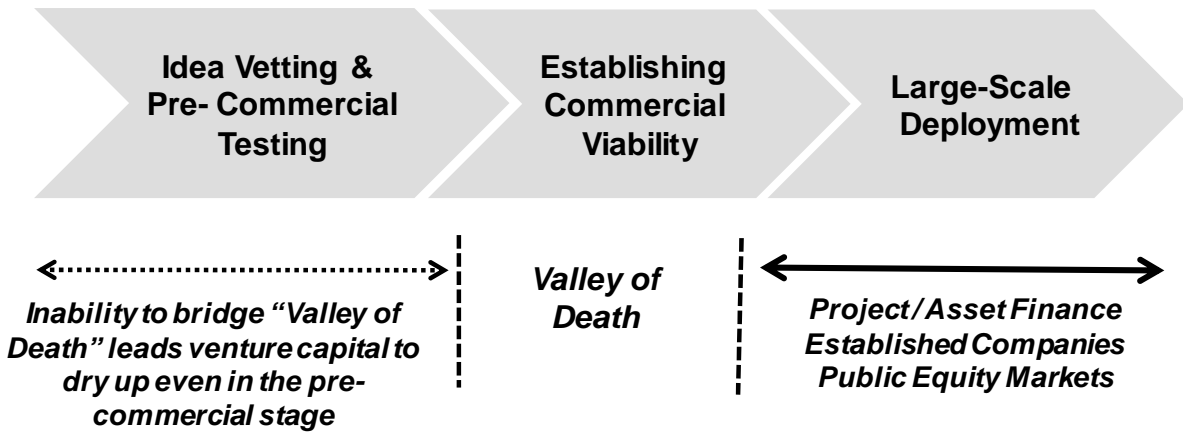 Idea Vetting &
Pre- Commercial
Testing
Establishing
Commercial
Viability
Large-Scale
Deployment
Inability to bridge “Valley of
Death” leads venture capital to
dry up even in the pre-
commercial stage
Valley of
Death
Project/Asset Finance
Established Companies
Public Equity Markets